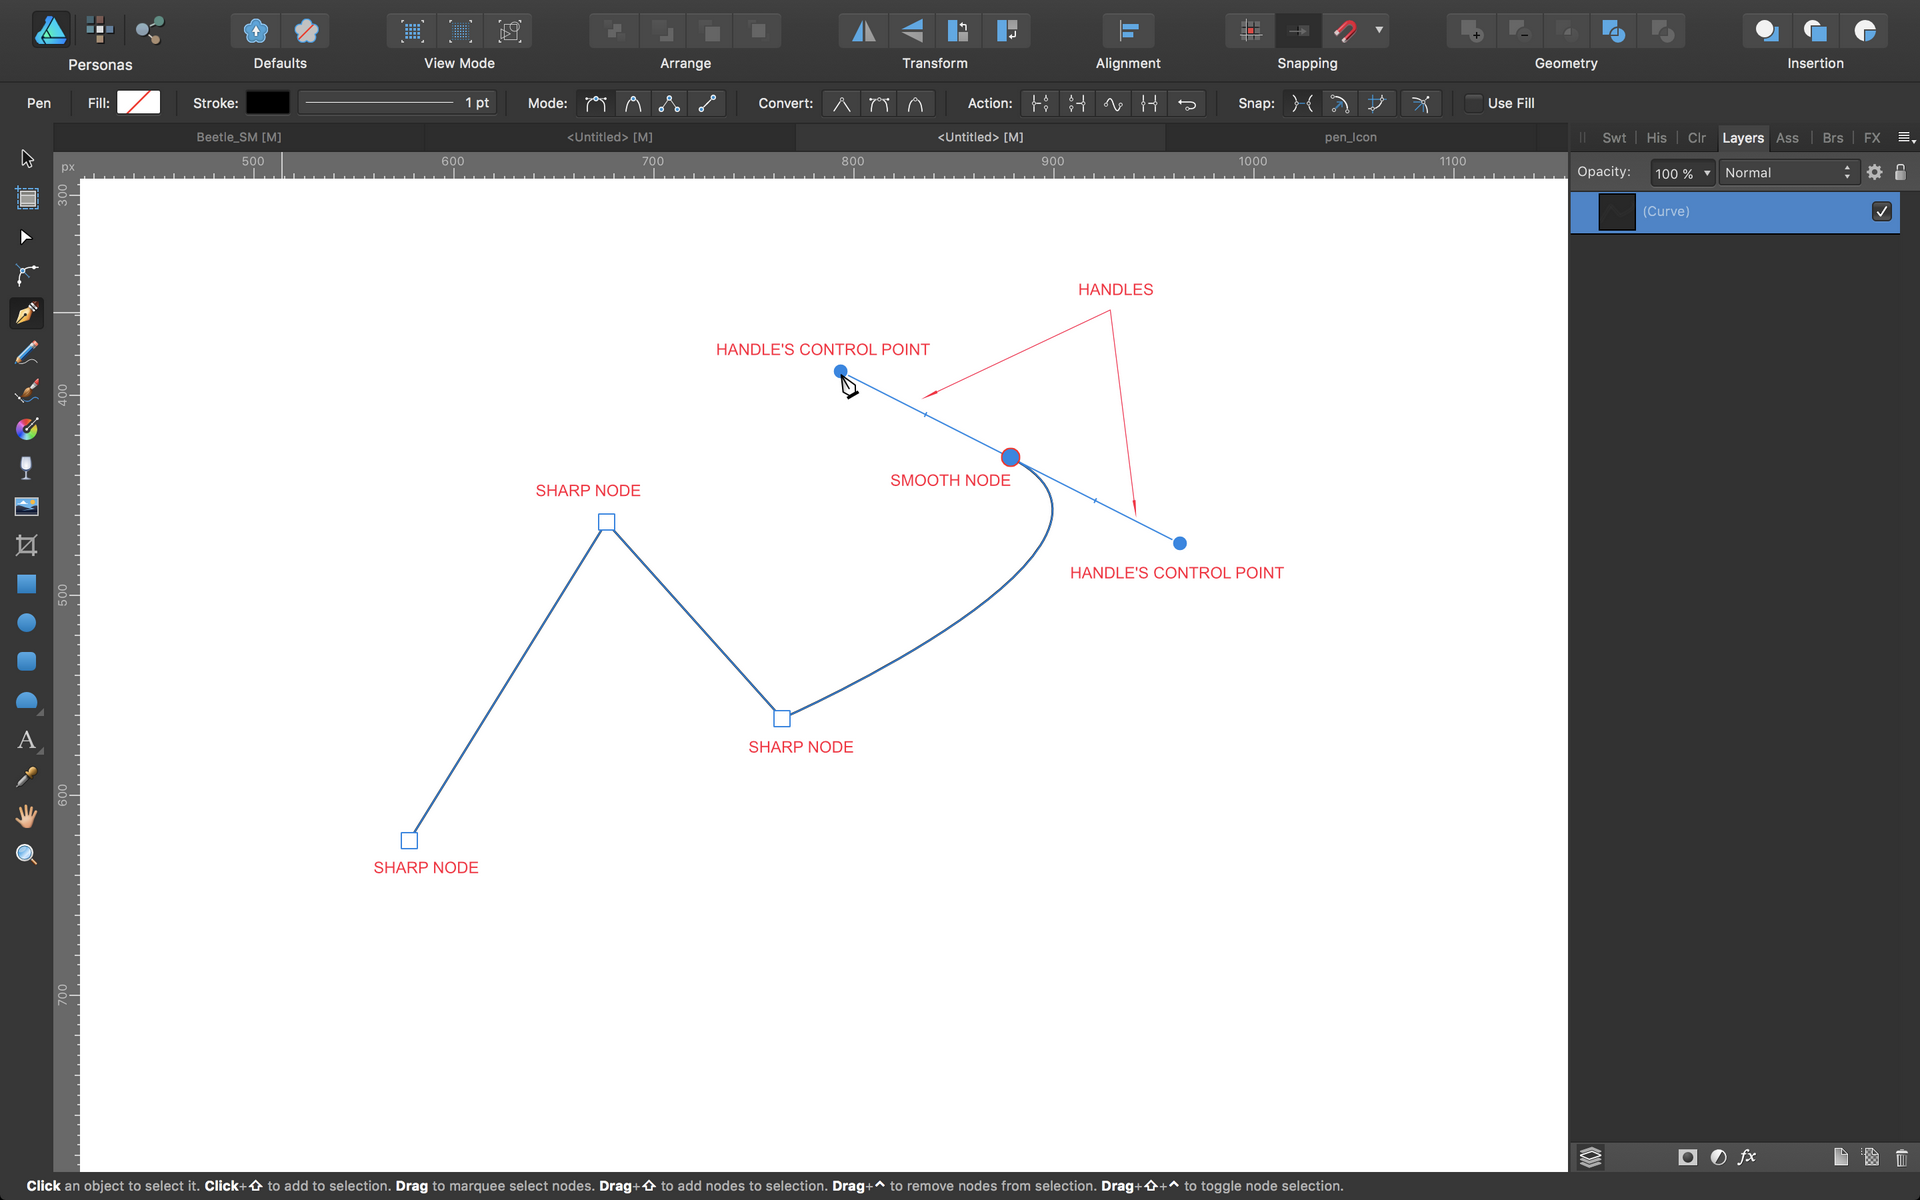 Personas Defaults View Mode Arrange Transform Alignment Snapping Geometry Insertion
Pen Fill: Stroke: 1 pt Mode: Convert: Action: Snap: Use Fill
Beetle_SM [M] <Untitled> [M] <Untitled> [M] pen_Icon Swt His Clr Layers Ass Brs FX
px 500 600 700 800 900 1000 1100
Opacity: 100 % Normal
(Curve)
300
400
500
600
700
HANDLES
HANDLE'S CONTROL POINT
SMOOTH NODE
SHARP NODE
HANDLE'S CONTROL POINT
SHARP NODE
SHARP NODE
A
fx
Click an object to select it. Click+⇧ to add to selection. Drag to marquee select nodes. Drag+⇧ to add nodes to selection. Drag+⌃ to remove nodes from selection. Drag+⇧+⌃ to toggle node selection.